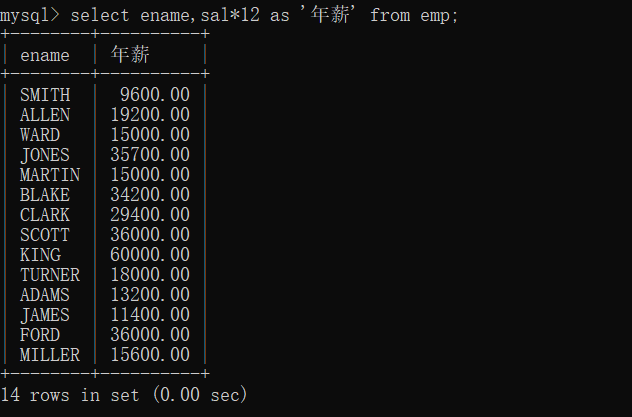 mysql> select ename,sal*12 as '年薪' from emp;
+--------+----------+
| ename  | 年薪     |
+--------+----------+
| SMITH  |  9600.00 |
| ALLEN  | 19200.00 |
| WARD   | 15000.00 |
| JONES  | 35700.00 |
| MARTIN | 15000.00 |
| BLAKE  | 34200.00 |
| CLARK  | 29400.00 |
| SCOTT  | 36000.00 |
| KING   | 60000.00 |
| TURNER | 18000.00 |
| ADAMS  | 13200.00 |
| JAMES  | 11400.00 |
| FORD   | 36000.00 |
| MILLER | 15600.00 |
+--------+----------+
14 rows in set (0.00 sec)